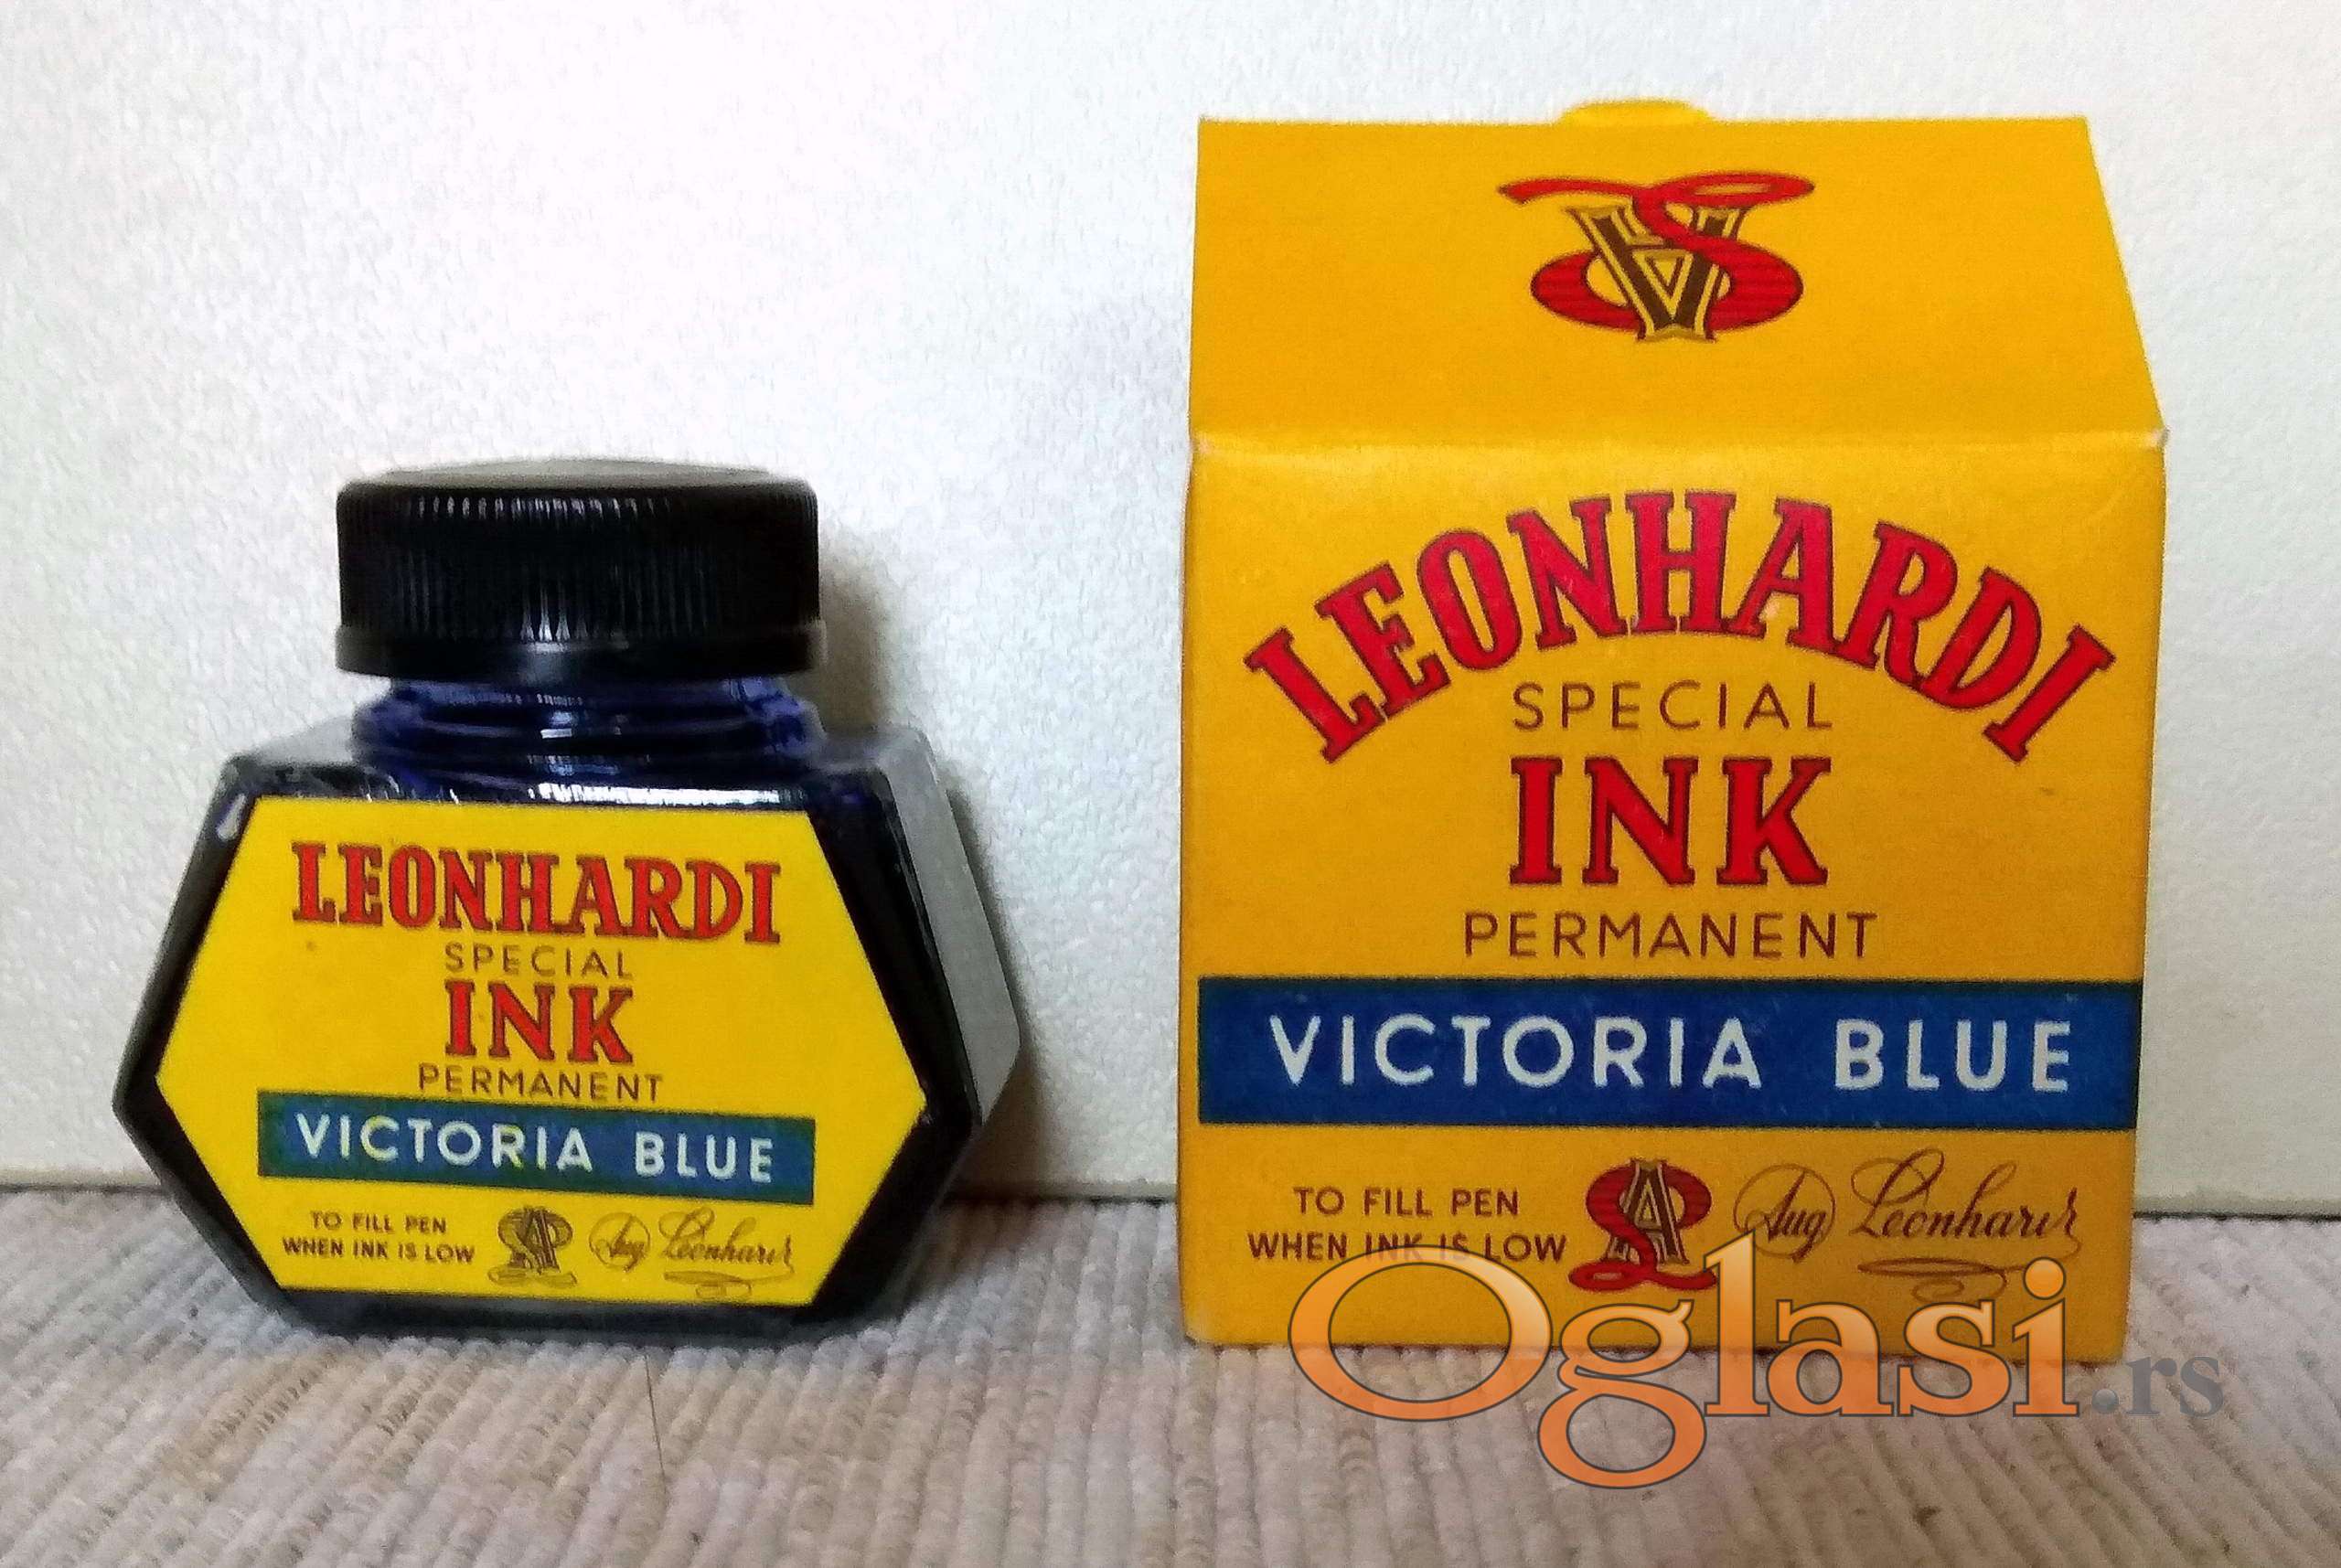 LEONHARDI
SPECIAL
INK
PERMANENT
VICTORIA BLUE
TO FILL PEN
WHEN INK IS LOW
Aug Leonhardi
LEONHARDI
SPECIAL
INK
PERMANENT
VICTORIA BLUE
TO FILL PEN
WHEN INK IS LOW
Aug Leonhardi
Oglasi.rs